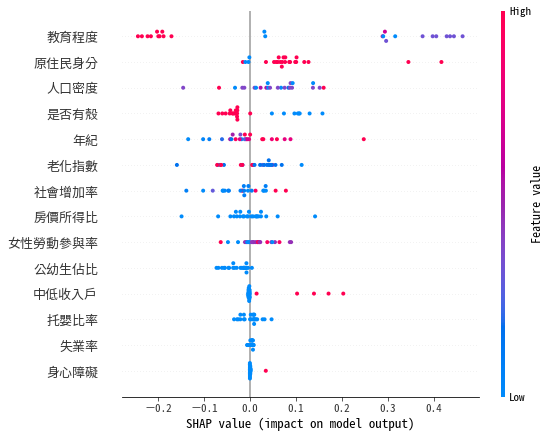 High
教育程度
原住民身分
人口密度
是否有殼
年紀
老化指數
社會增加率
房價所得比
女性勞動參與率
公幼生佔比
中低收入戶
托嬰比率
失業率
身心障礙
Feature value
Low
−0.2 −0.1 0.0 0.1 0.2 0.3 0.4
SHAP value (impact on model output)